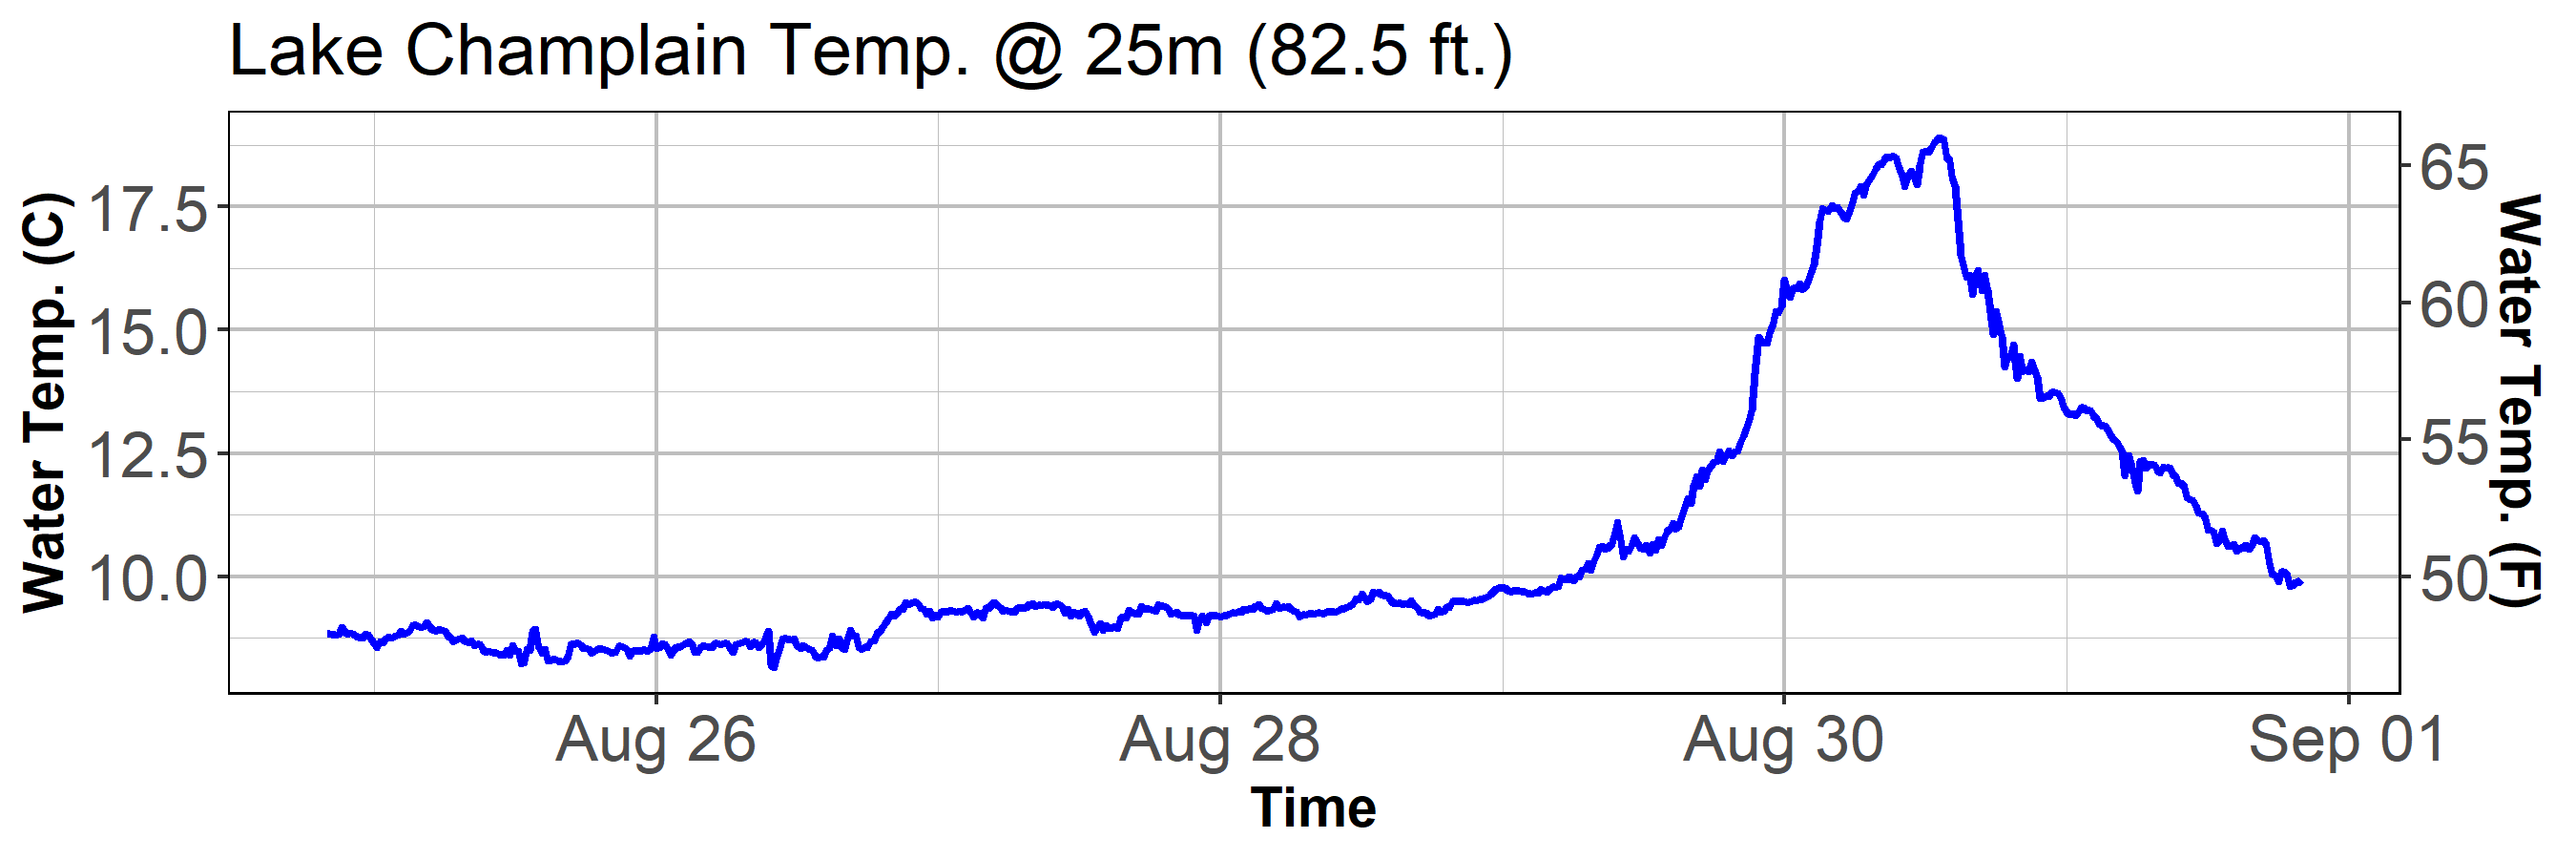 Lake Champlain Temp. @ 25m (82.5 ft.)
Water Temp. (C)
17.5
15.0
12.5
10.0
65
60
55
50
Water Temp. (F)
Aug 26
Aug 28
Aug 30
Sep 01
Time